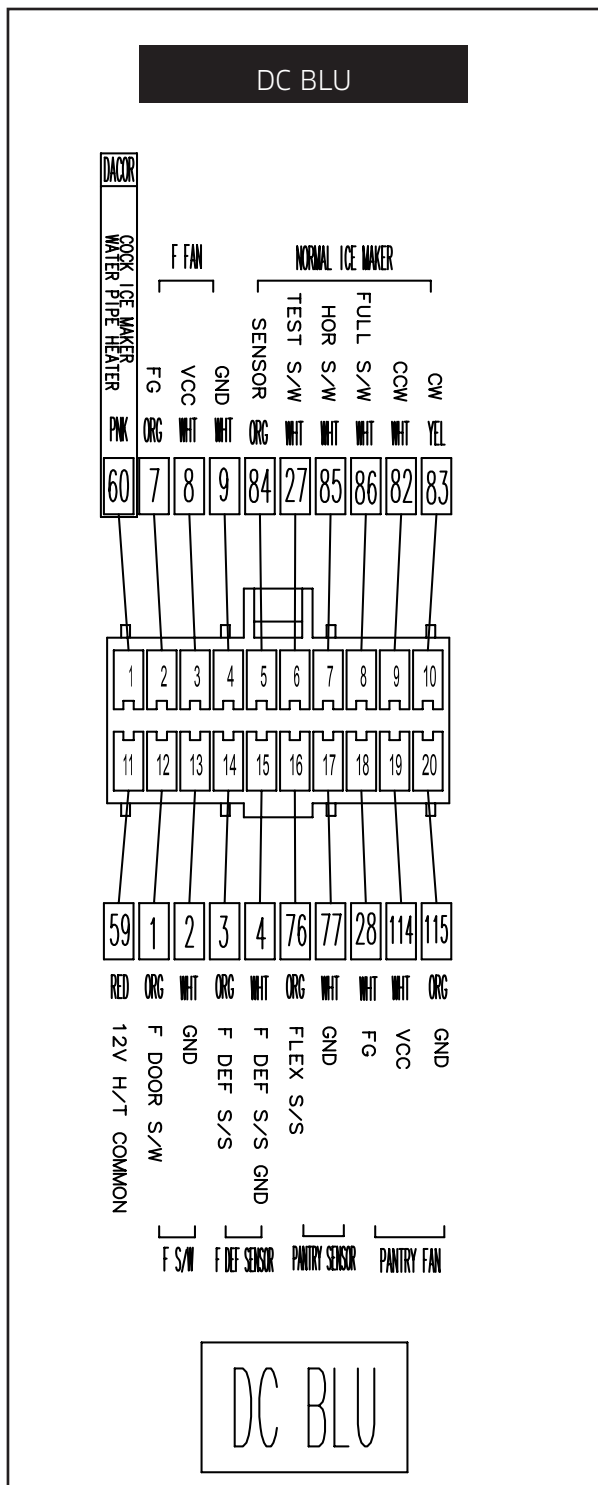 DC BLU
DACOR
COCK ICE MAKER
WATER PIPE HEATER
F FAN
NORMAL ICE MAKER
FG
VCC
GND
SENSOR
TEST S/W
HOR S/W
FULL S/W
CCW
CW
PNK ORG WHT WHT ORG WHT WHT WHT WHT YEL
60 7 8 9 84 27 85 86 82 83
1 2 3 4 5 6 7 8 9 10
11 12 13 14 15 16 17 18 19 20
59 1 2 3 4 76 77 28 114 115
RED ORG WHT ORG WHT ORG WHT WHT WHT ORG
12V H/T COMMON
F DOOR S/W
GND
F DEF S/S
F DEF S/S GND
FLEX S/S
GND
FG
VCC
GND
F S/W
F DEF SENSOR
PANTRY SENSOR
PANTRY FAN
DC BLU